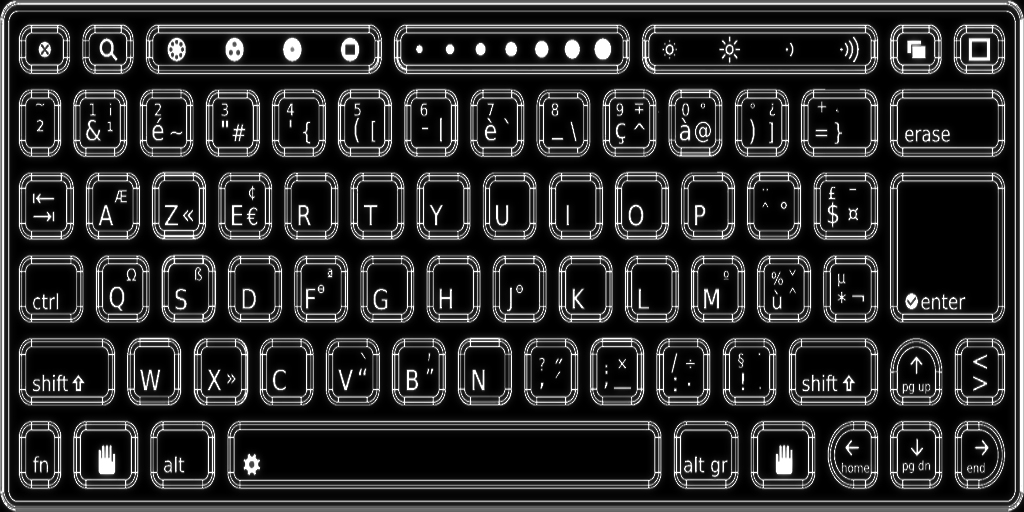 ~ 2 1 ¡ & ¹ 2 é ~ 3 " # 4 ' { 5 ( [ 6 - | 7 è ` 8 _ \ 9 ∓ ç ^ 0 ° à @ ° ¿ ) ] + = } erase
A Æ Z « E ¢ € R T Y U I O P ¨ ^ £ ¯ $ ¤
ctrl Q Ω S ß D F G H J K L M º % ˇ ù ^ µ * ¬ enter
shift W X » C V “ B ” N ? , ; × _ / ÷ : · § ! shift pg up < >
fn alt alt gr home pg dn end